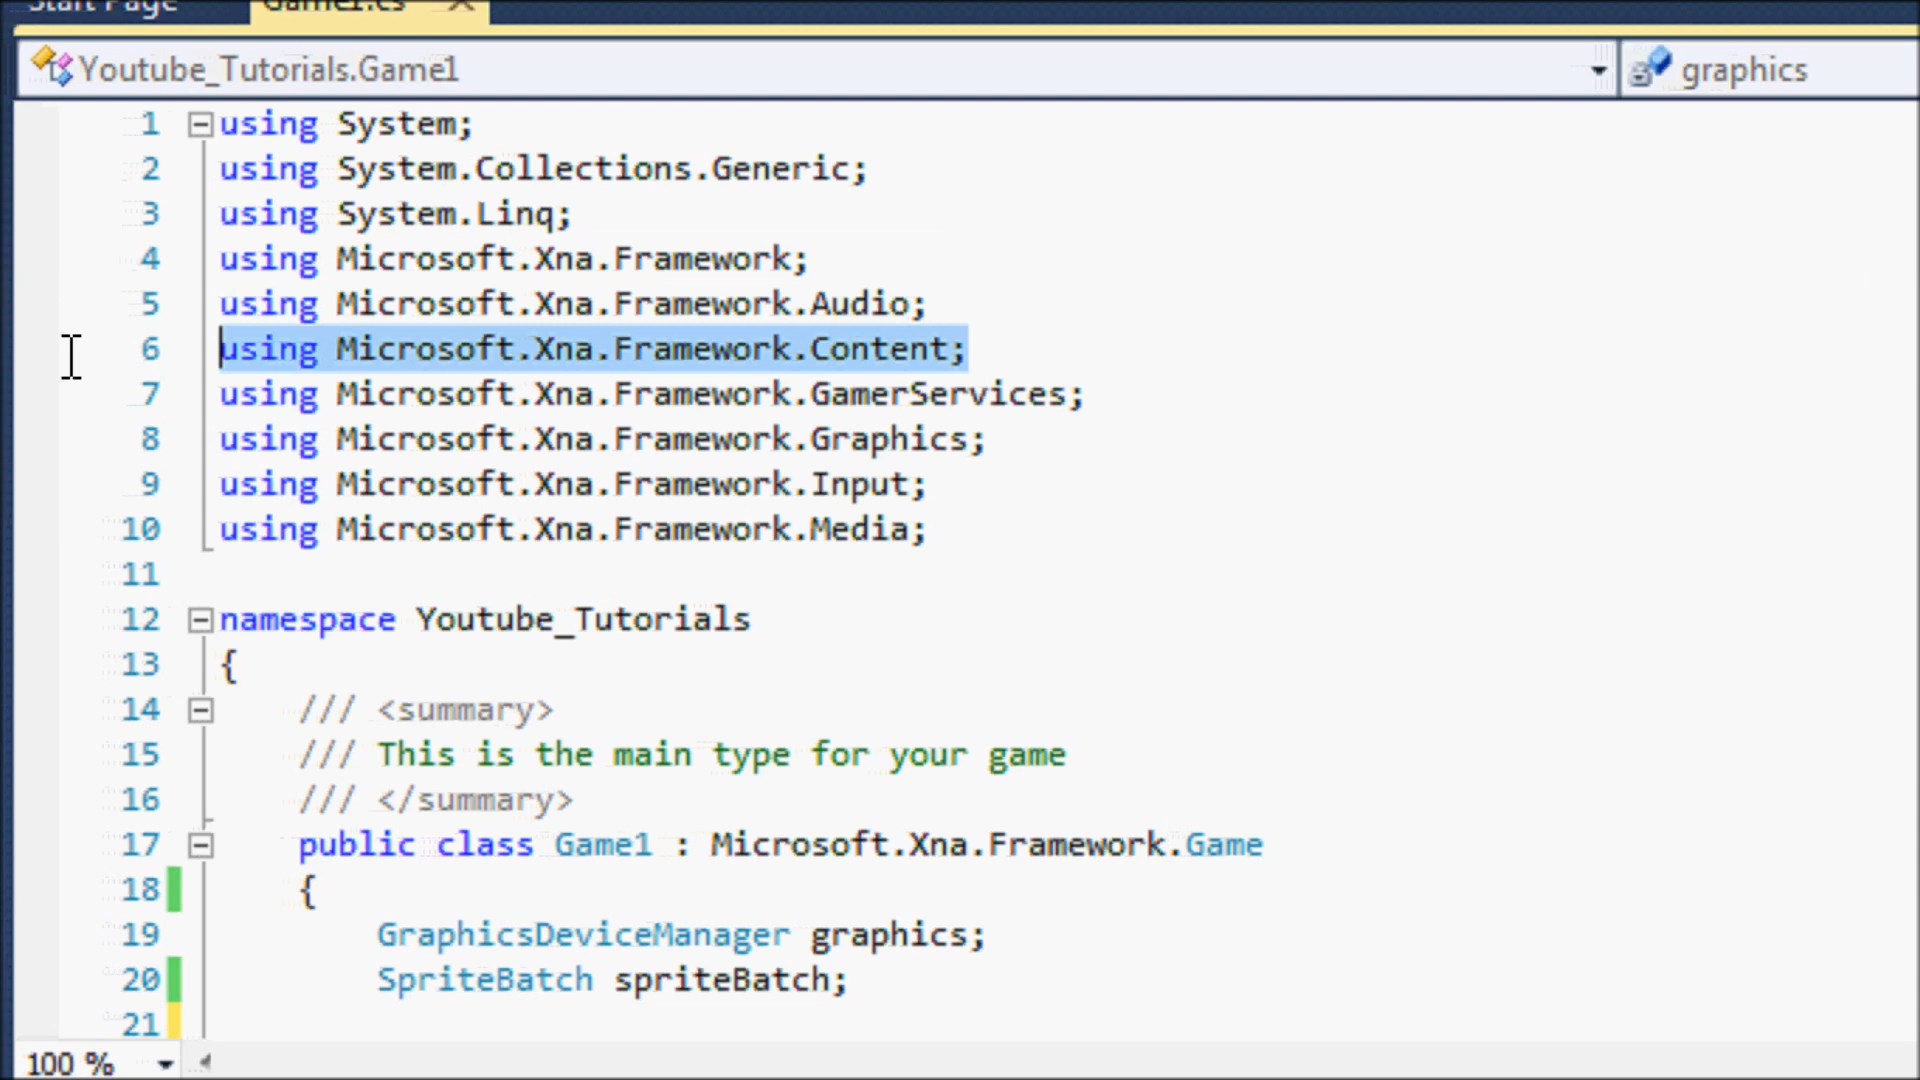 Start Page Game1.cs
Youtube_Tutorials.Game1 graphics
1 using System;
2 using System.Collections.Generic;
3 using System.Linq;
4 using Microsoft.Xna.Framework;
5 using Microsoft.Xna.Framework.Audio;
6 using Microsoft.Xna.Framework.Content;
7 using Microsoft.Xna.Framework.GamerServices;
8 using Microsoft.Xna.Framework.Graphics;
9 using Microsoft.Xna.Framework.Input;
10 using Microsoft.Xna.Framework.Media;
11
12 namespace Youtube_Tutorials
13 {
14 /// <summary>
15 /// This is the main type for your game
16 /// </summary>
17 public class Game1 : Microsoft.Xna.Framework.Game
18 {
19 GraphicsDeviceManager graphics;
20 SpriteBatch spriteBatch;
21
100 %